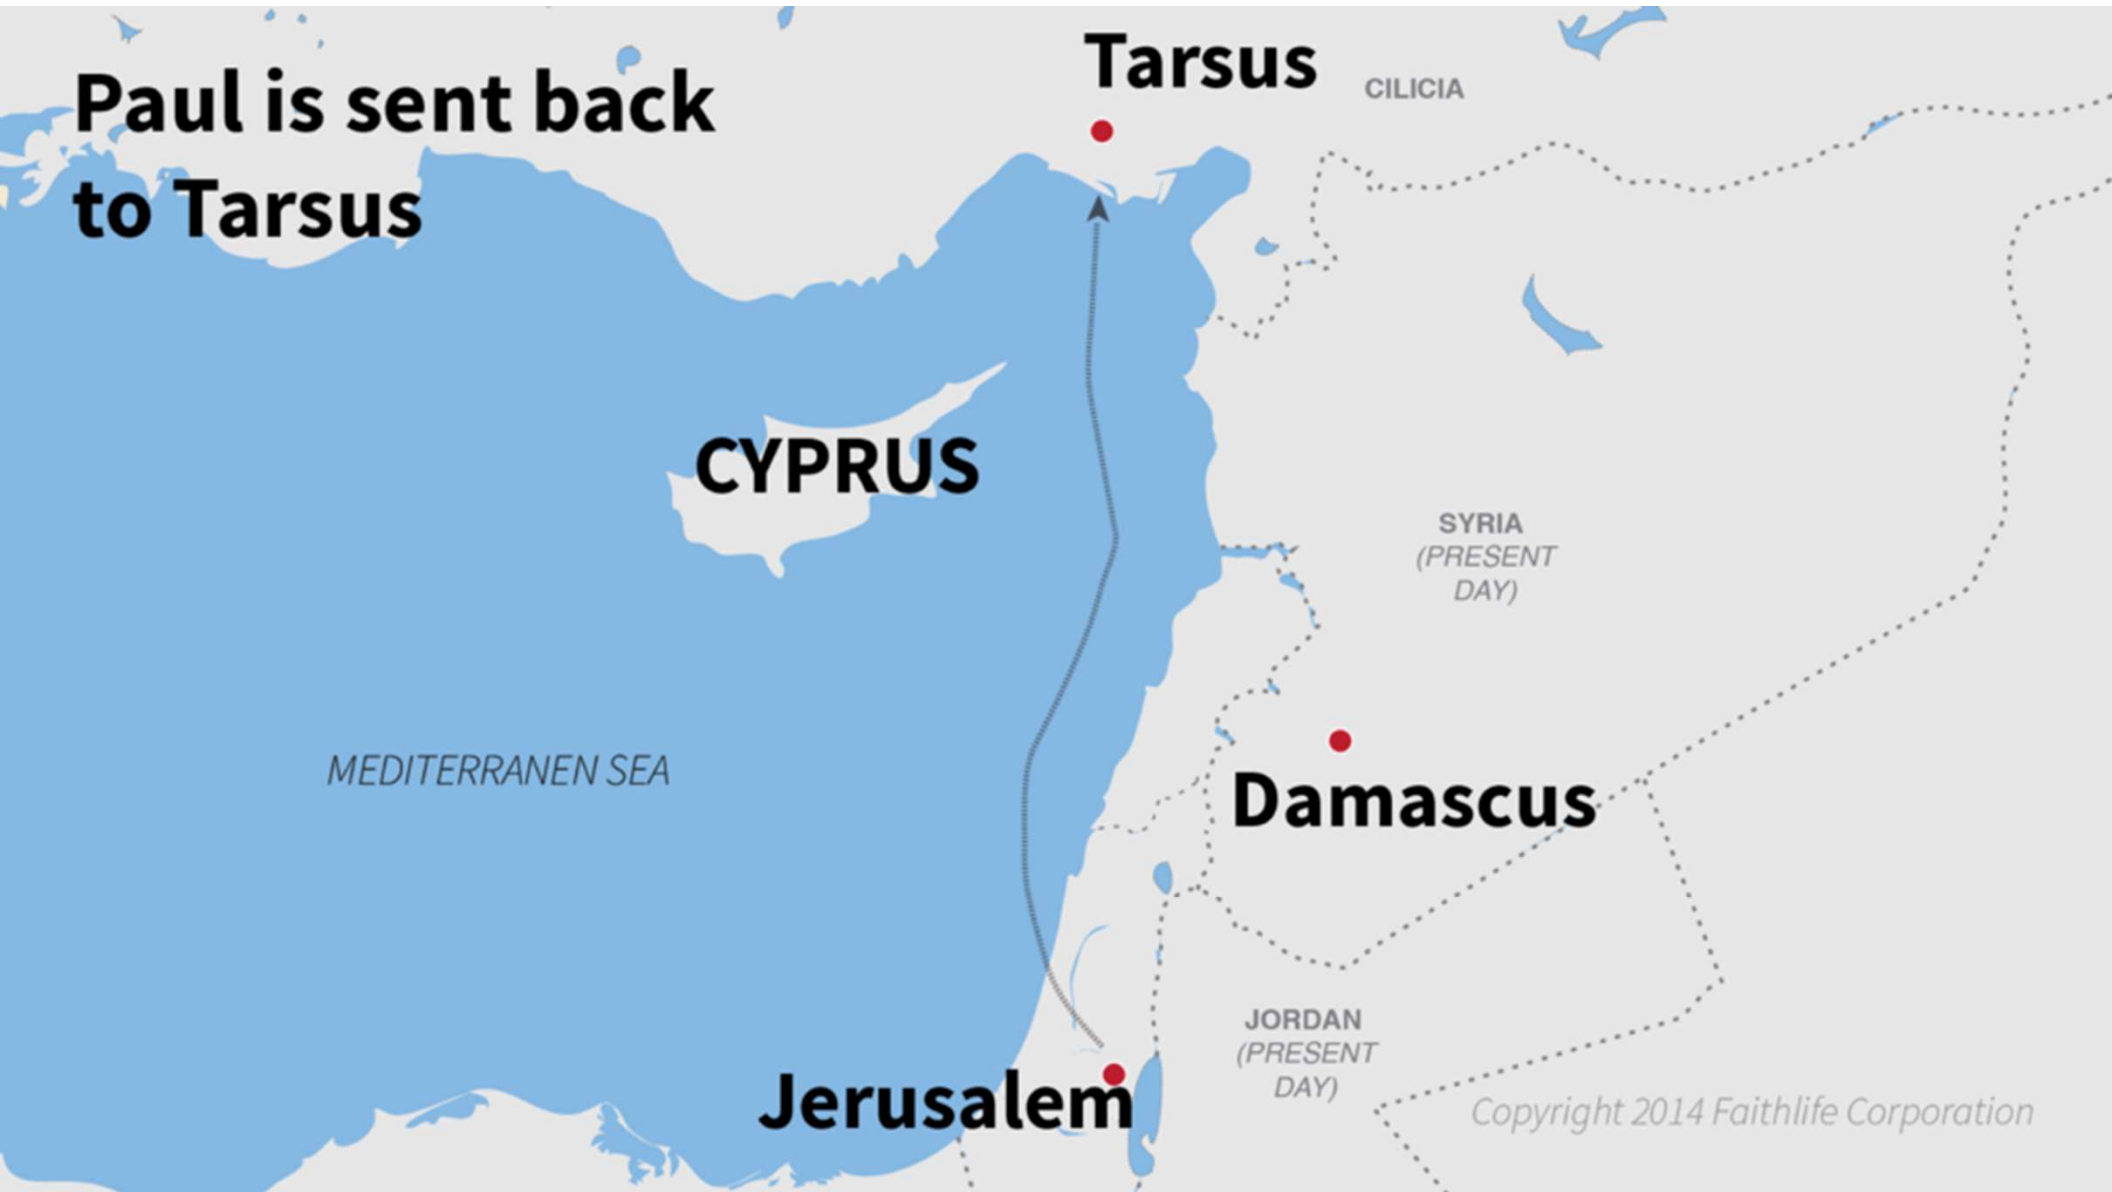 Paul is sent back
to Tarsus
Tarsus
CILICIA
CYPRUS
SYRIA
(PRESENT
DAY)
MEDITERRANEN SEA
Damascus
JORDAN
(PRESENT
DAY)
Jerusalem
Copyright 2014 Faithlife Corporation